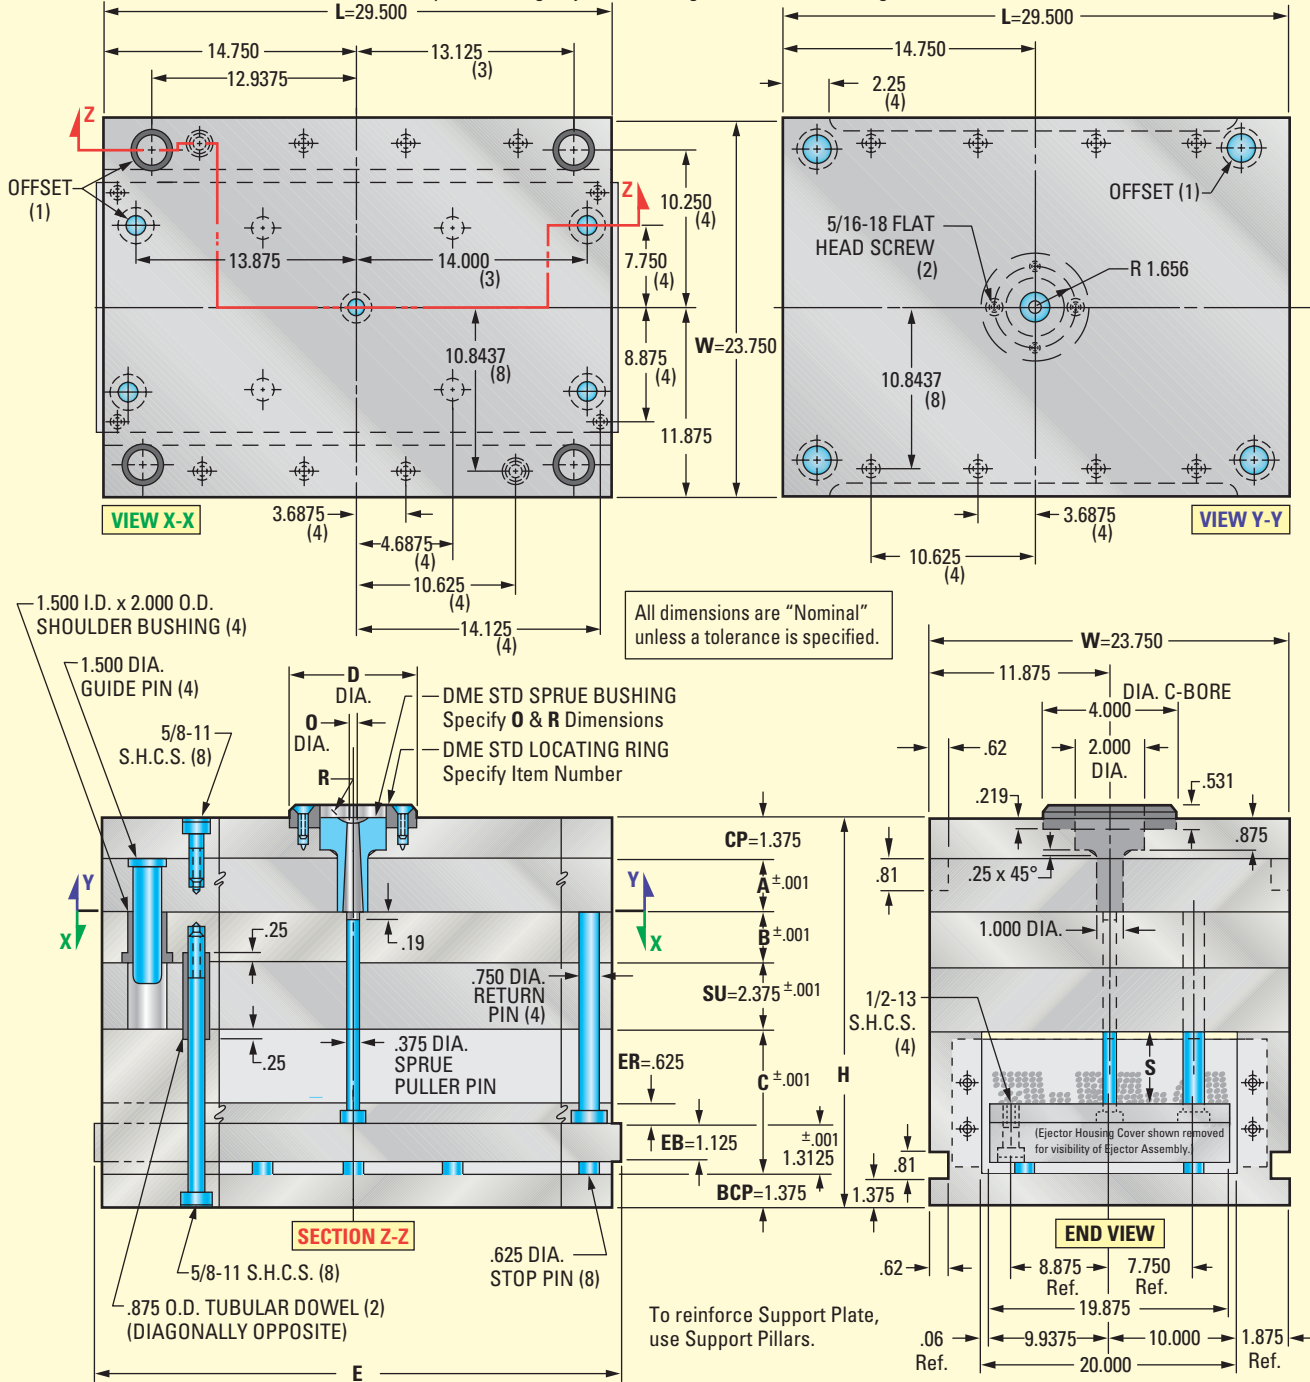 L=29.500
14.750
13.125
(3)
12.9375
Z
OFFSET
(1)
Z
10.250
(4)
13.875
14.000
(3)
7.750
(4)
10.8437
(8)
8.875
(4)
W=23.750
11.875
VIEW X-X
3.6875
(4)
4.6875
(4)
10.625
(4)
14.125
(4)
L=29.500
14.750
2.25
(4)
OFFSET (1)
5/16-18 FLAT
HEAD SCREW
(2)
R 1.656
10.8437
(8)
3.6875
(4)
VIEW Y-Y
10.625
(4)
All dimensions are “Nominal”
unless a tolerance is specified.
1.500 I.D. x 2.000 O.D.
SHOULDER BUSHING (4)
1.500 DIA.
GUIDE PIN (4)
5/8-11
S.H.C.S. (8)
D
DIA.
O
DIA.
R
DME STD SPRUE BUSHING
Specify O & R Dimensions
DME STD LOCATING RING
Specify Item Number
CP=1.375
Y
Y
A ±.001
X
X
.25
.19
B ±.001
.750 DIA.
RETURN
PIN (4)
SU=2.375 ±.001
.25
.375 DIA.
SPRUE
PULLER PIN
ER=.625
C ±.001
H
EB=1.125
±.001
1.3125
BCP=1.375
1.375
SECTION Z-Z
5/8-11 S.H.C.S. (8)
.875 O.D. TUBULAR DOWEL (2)
(DIAGONALLY OPPOSITE)
.625 DIA.
STOP PIN (8)
E
To reinforce Support Plate,
use Support Pillars.
W=23.750
11.875
DIA. C-BORE
4.000
.62
2.000
DIA.
.531
.219
.875
.81
.25 x 45°
1.000 DIA.
1/2-13
S.H.C.S.
(4)
S
(Ejector Housing Cover shown removed
for visibility of Ejector Assembly.)
.81
END VIEW
.62
8.875
Ref.
7.750
Ref.
19.875
.06
Ref.
9.9375
10.000
1.875
Ref.
20.000